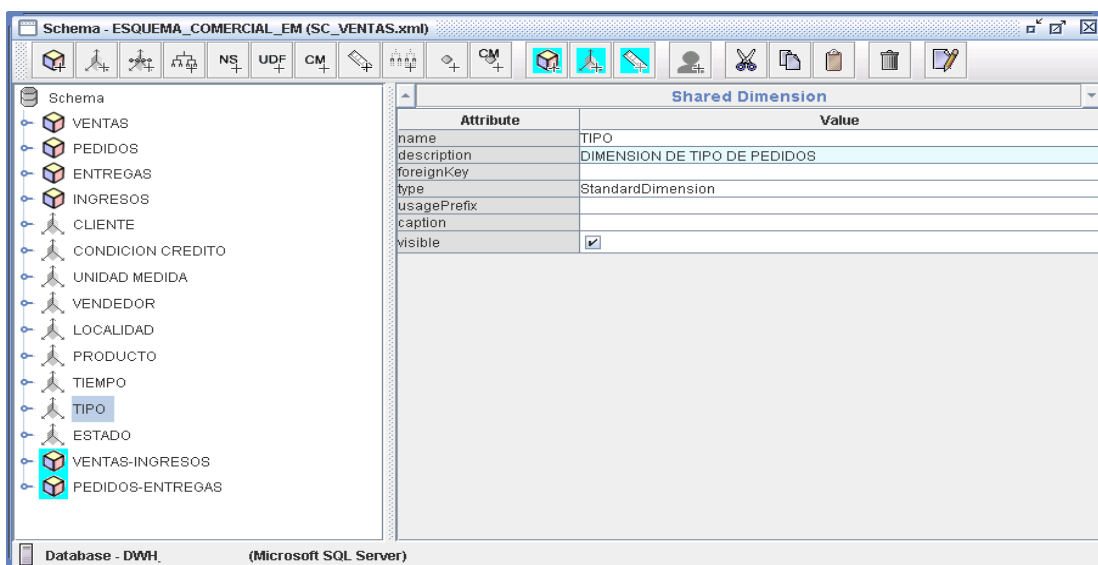 Schema - ESQUEMA_COMERCIAL_EM (SC_VENTAS.xml)
NS UDF CM CM
Schema
VENTAS
PEDIDOS
ENTREGAS
INGRESOS
CLIENTE
CONDICION CREDITO
UNIDAD MEDIDA
VENDEDOR
LOCALIDAD
PRODUCTO
TIEMPO
TIPO
ESTADO
VENTAS-INGRESOS
PEDIDOS-ENTREGAS
Shared Dimension
Attribute Value
name TIPO
description DIMENSION DE TIPO DE PEDIDOS
foreignKey
type StandardDimension
usagePrefix
caption
visible
Database - DWH_ (Microsoft SQL Server)